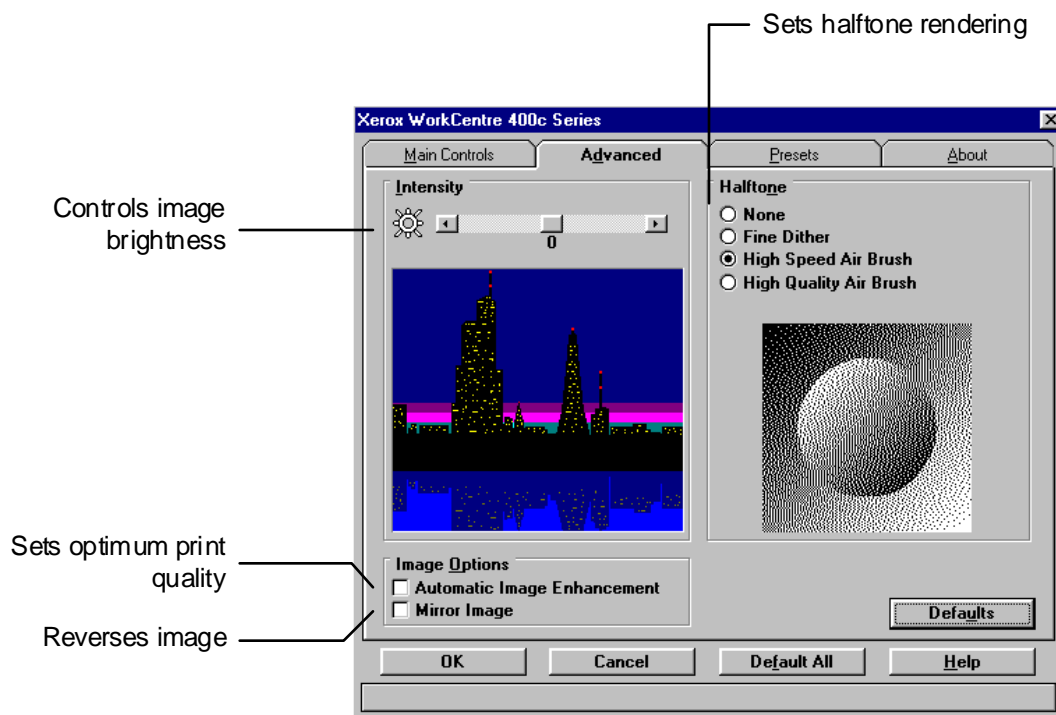 Sets halftone rendering
Xerox WorkCentre 400c Series
Main Controls
Advanced
Presets
About
Controls image
brightness
Intensity
0
Halftone
None
Fine Dither
High Speed Air Brush
High Quality Air Brush
Sets optimum print
quality
Reverses image
Image Options
Automatic Image Enhancement
Mirror Image
Defaults
OK
Cancel
Default All
Help